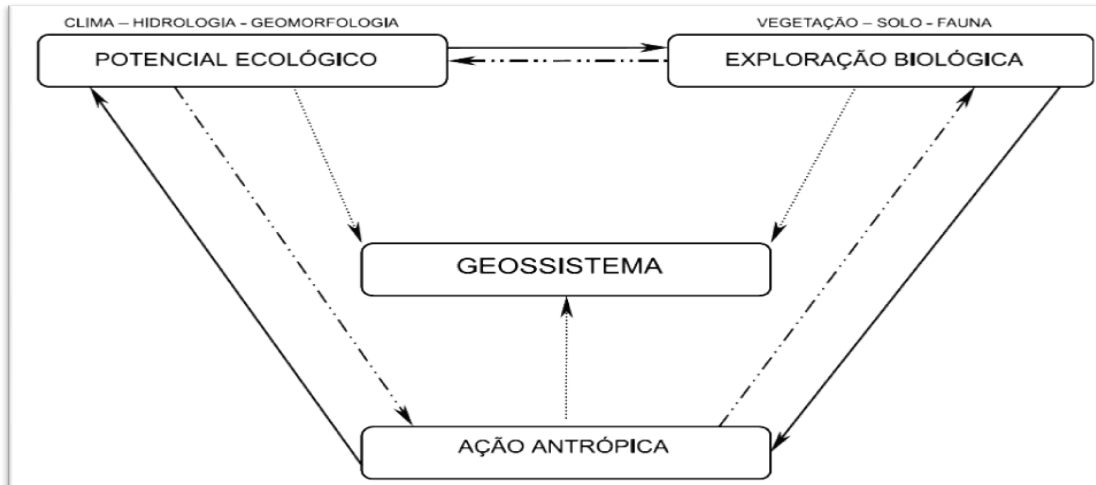 CLIMA – HIDROLOGIA - GEOMORFOLOGIA
VEGETAÇÃO – SOLO - FAUNA
POTENCIAL ECOLÓGICO
EXPLORAÇÃO BIOLÓGICA
GEOSSISTEMA
AÇÃO ANTRÓPICA